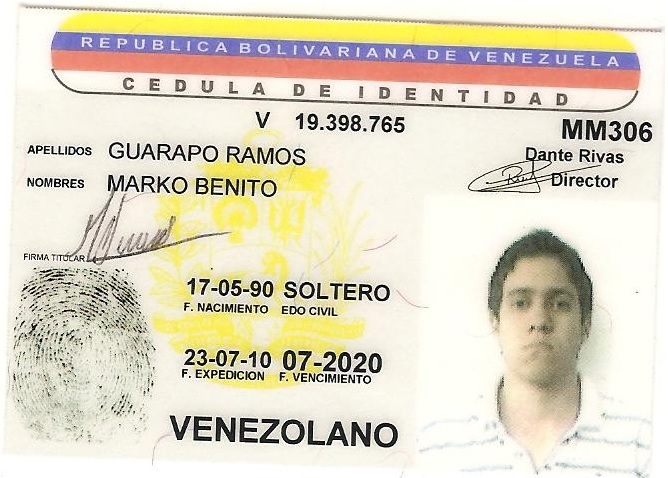 REPUBLICA BOLIVARIANA DE VENEZUELA
CEDULA DE IDENTIDAD
V 19.398.765
MM306
APELLIDOS GUARAPO RAMOS
Dante Rivas
NOMBRES MARKO BENITO
Director
FIRMA TITULAR
17-05-90 SOLTERO
F. NACIMIENTO EDO CIVIL
23-07-10 07-2020
F. EXPEDICION F. VENCIMIENTO
VENEZOLANO